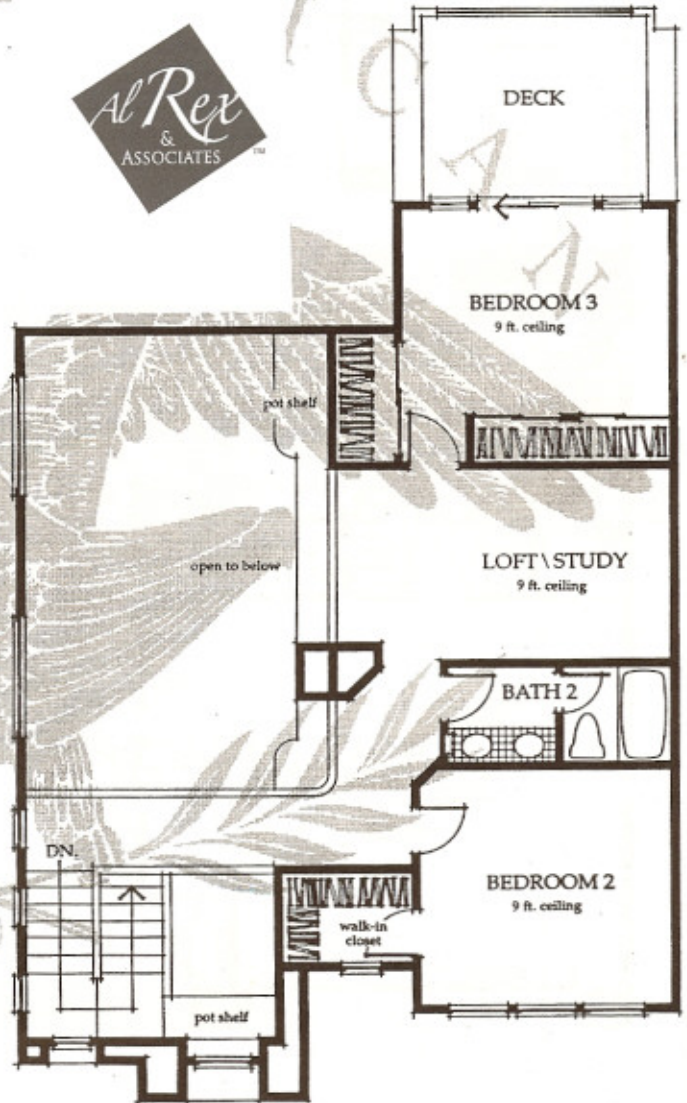 Al Rex
&
ASSOCIATES
TM
I C A N
DECK
BEDROOM 3
9 ft. ceiling
pot shelf
open to below
LOFT \ STUDY
9 ft. ceiling
BATH 2
DN.
BEDROOM 2
9 ft. ceiling
walk-in
closet
pot shelf